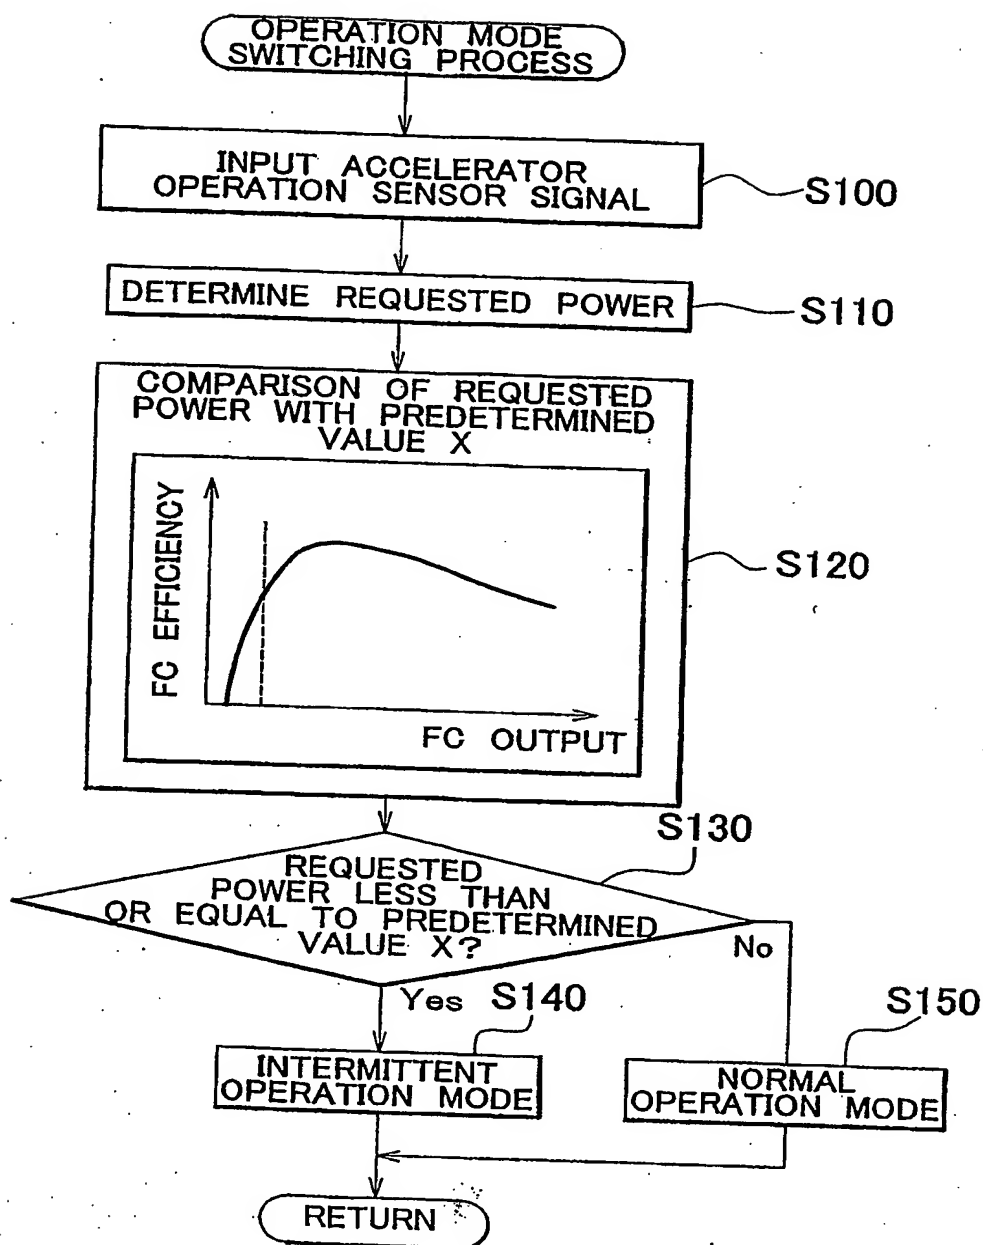 OPERATION MODE
SWITCHING PROCESS
INPUT ACCELERATOR
OPERATION SENSOR SIGNAL
S100
DETERMINE REQUESTED POWER
S110
COMPARISON OF REQUESTED
POWER WITH PREDETERMINED
VALUE X
FC EFFICIENCY
FC OUTPUT
S120
S130
REQUESTED
POWER LESS THAN
OR EQUAL TO PREDETERMINED
VALUE X?
No
Yes
S140
S150
INTERMITTENT
OPERATION MODE
NORMAL
OPERATION MODE
RETURN